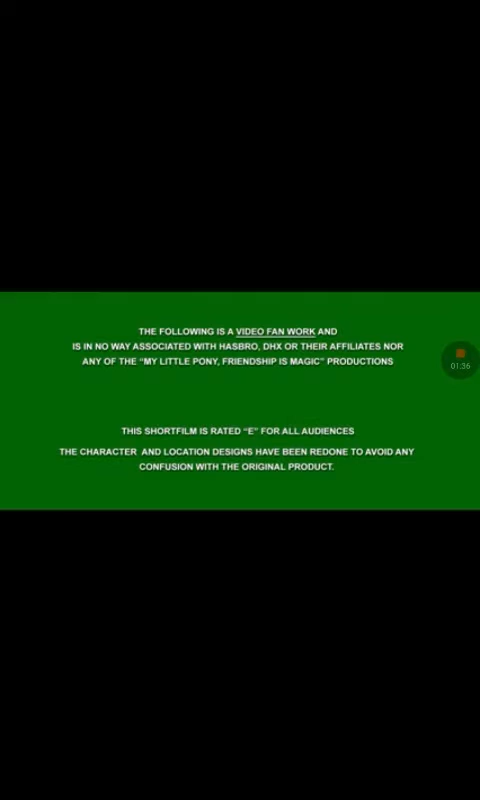 THE FOLLOWING IS A VIDEO FAN WORK AND
IS IN NO WAY ASSOCIATED WITH HASBRO, DHX OR THEIR AFFILIATES NOR
ANY OF THE “MY LITTLE PONY, FRIENDSHIP IS MAGIC” PRODUCTIONS
01:36
THIS SHORTFILM IS RATED “E” FOR ALL AUDIENCES
THE CHARACTER AND LOCATION DESIGNS HAVE BEEN REDONE TO AVOID ANY
CONFUSION WITH THE ORIGINAL PRODUCT.